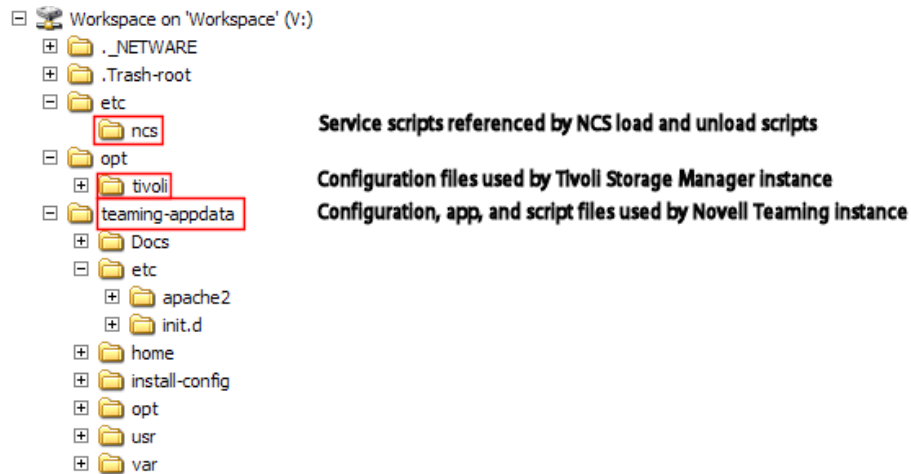 Workspace on 'Workspace' (V:)
._NETWARE
.Trash-root
etc
ncs Service scripts referenced by NCS load and unload scripts
opt
tivoli Configuration files used by Tivoli Storage Manager instance
teaming-appdata Configuration, app, and script files used by Novell Teaming instance
Docs
etc
apache2
init.d
home
install-config
opt
usr
var